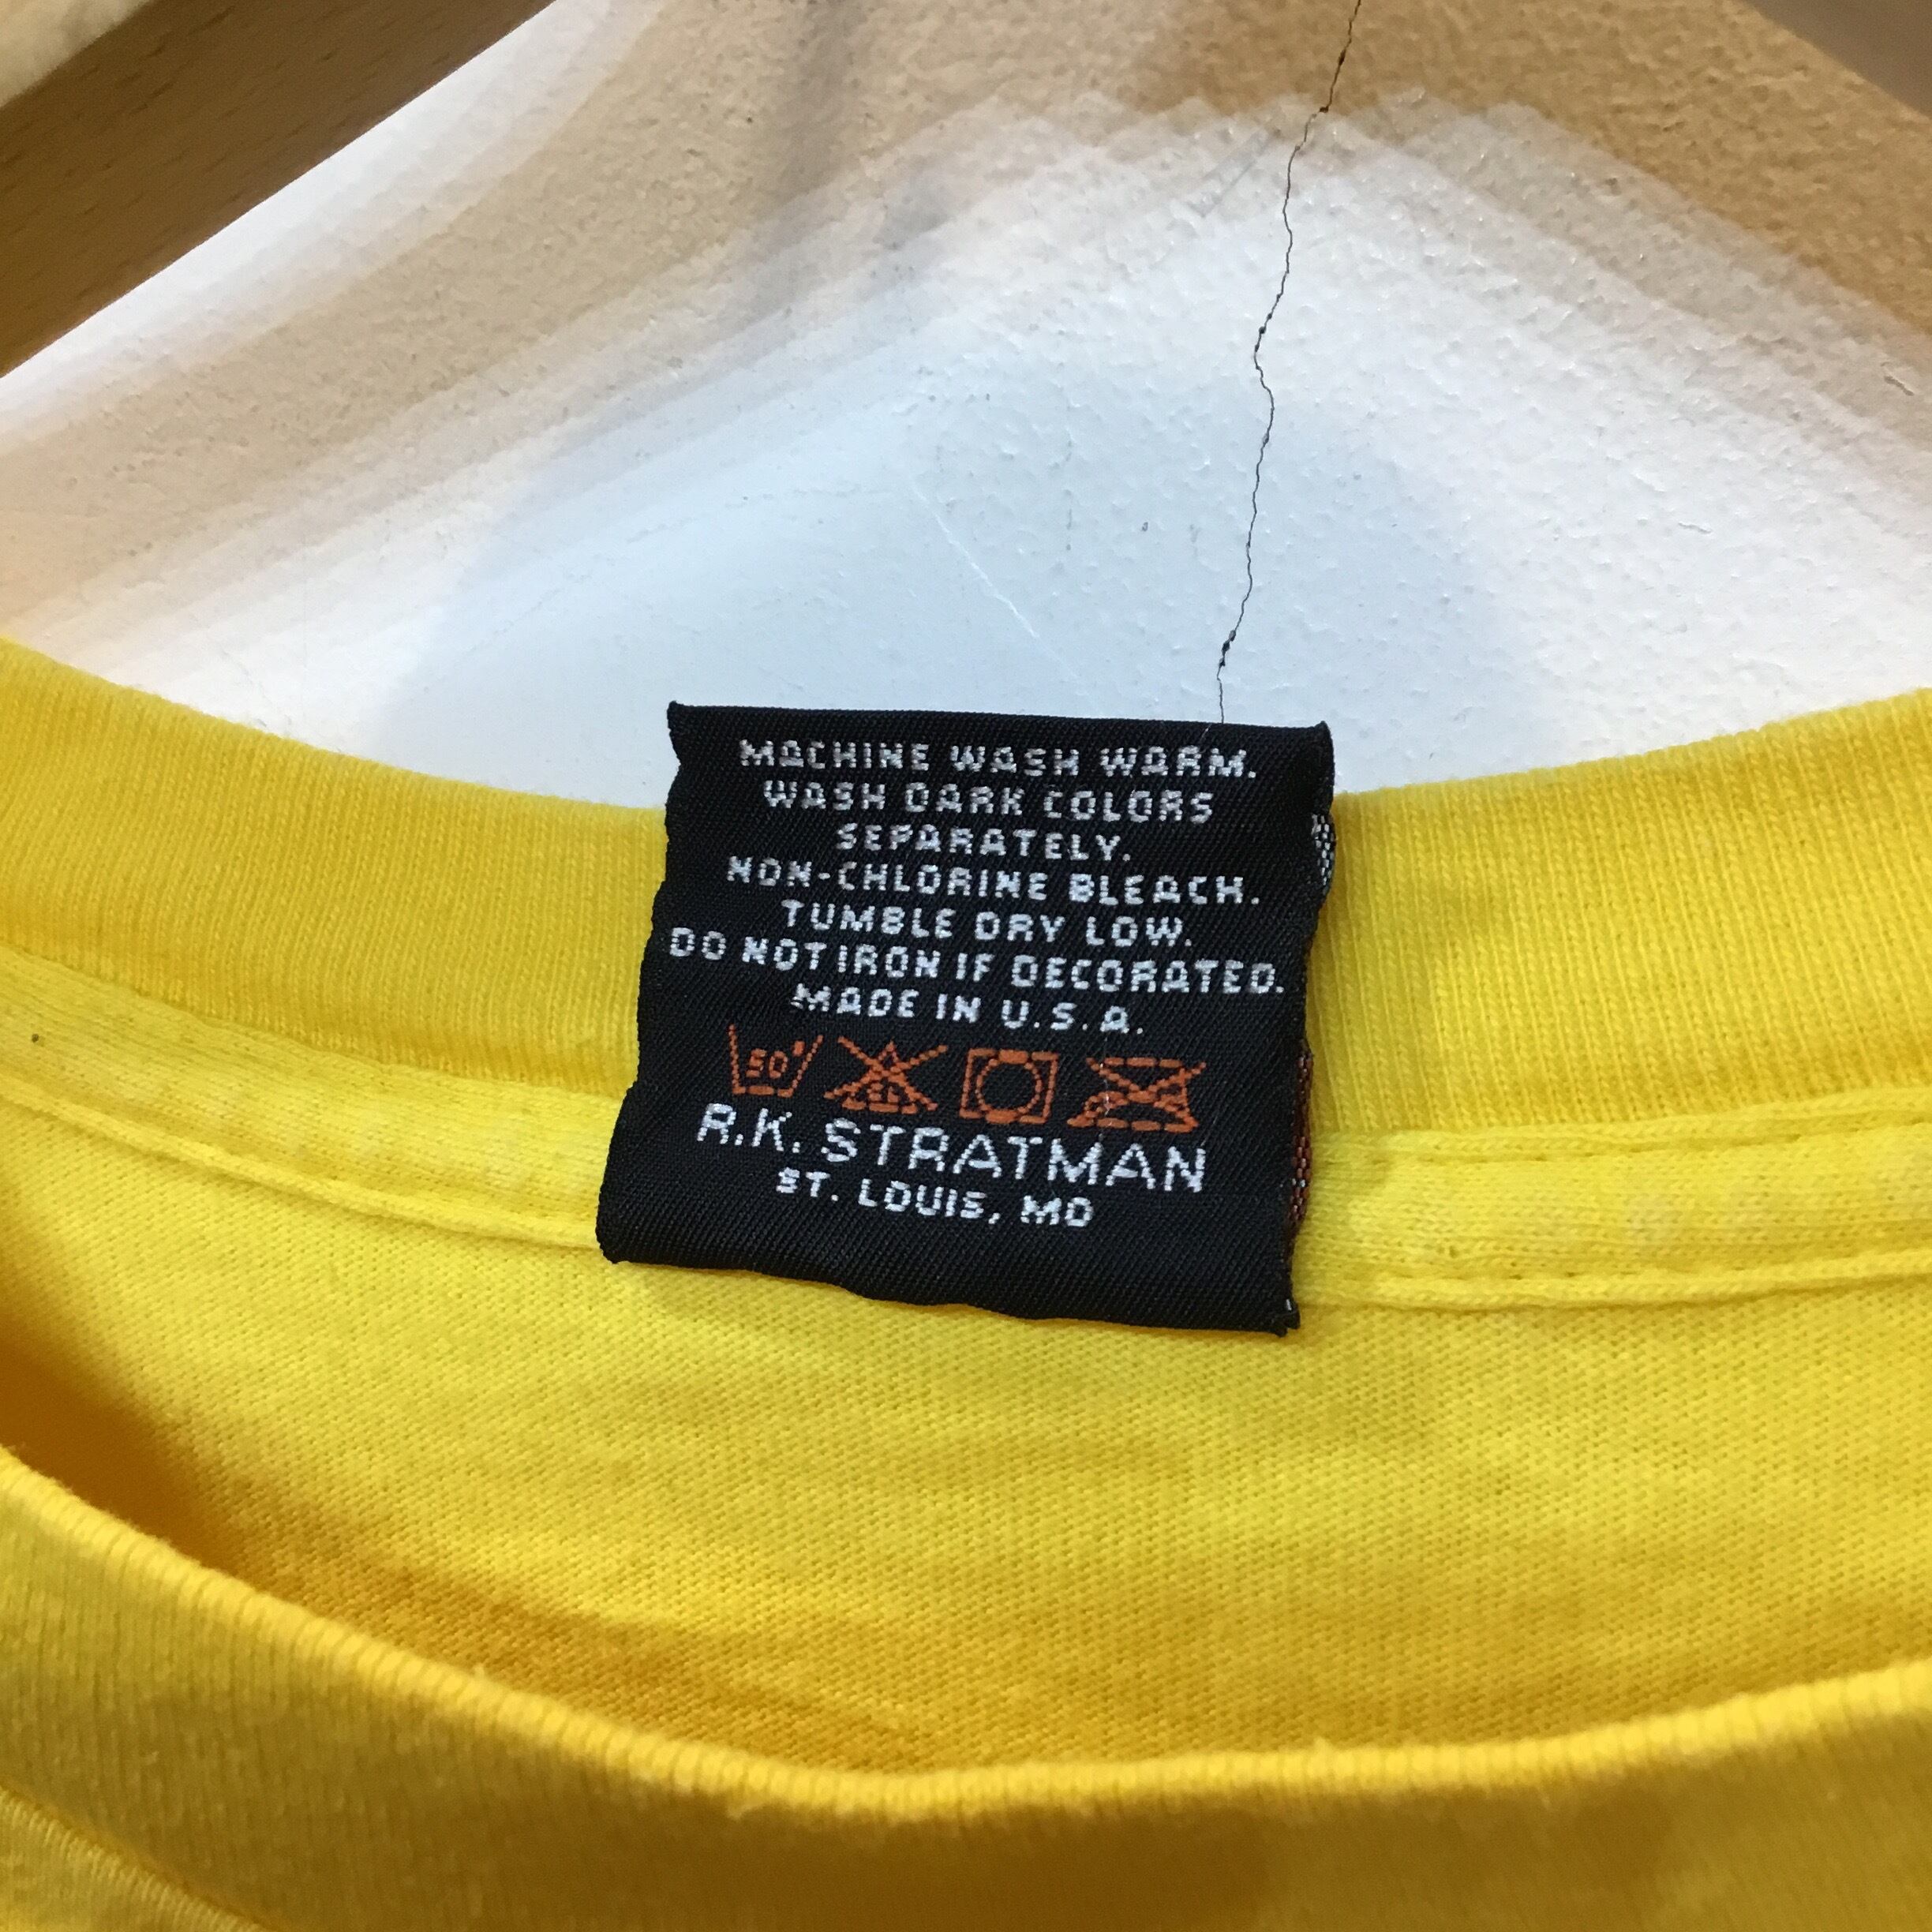 MACHINE WASH WARM.
WASH DARK COLORS
SEPARATELY.
NON-CHLORINE BLEACH.
TUMBLE DRY LOW.
DO NOT IRON IF DECORATED.
MADE IN U.S.A.
50°
CL
R.K. STRATMAN
ST. LOUIS, MO